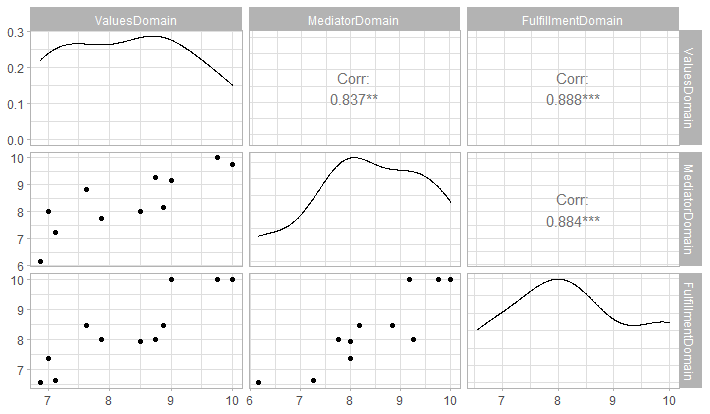 ValuesDomain MediatorDomain FulfillmentDomain
0.3
0.2
0.1
0.0
Corr:
0.837**
Corr:
0.888***
ValuesDomain
10
9
8
7
6
Corr:
0.884***
MediatorDomain
10
9
8
7
FulfillmentDomain
7 8 9 10 6 7 8 9 10 7 8 9 10